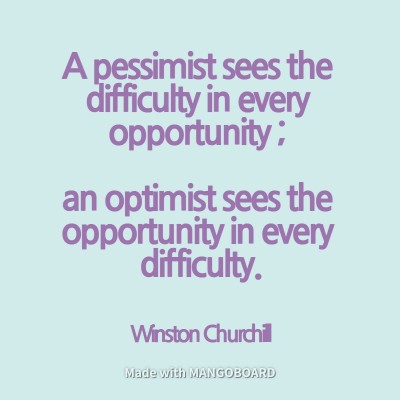 A pessimist sees the
difficulty in every
opportunity ;
an optimist sees the
opportunity in every
difficulty.
Winston Churchill
Made with MANGOBOARD